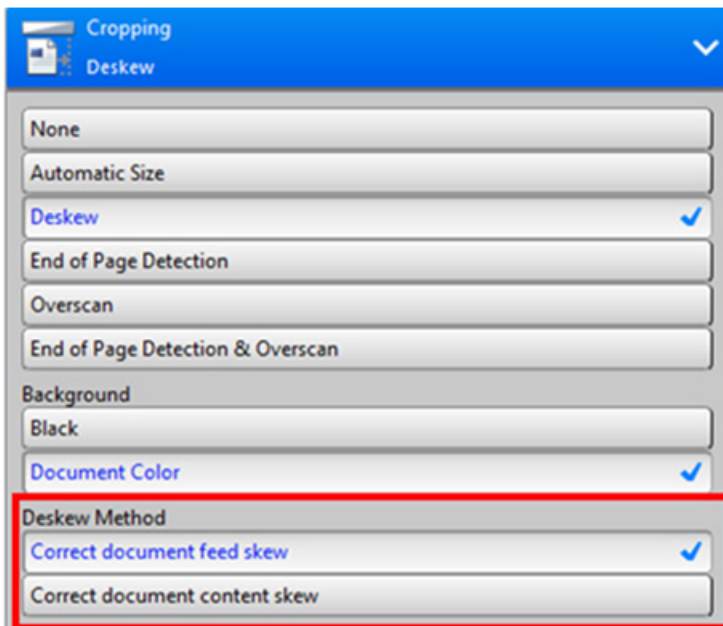 Cropping
Deskew
None
Automatic Size
Deskew
End of Page Detection
Overscan
End of Page Detection & Overscan
Background
Black
Document Color
Deskew Method
Correct document feed skew
Correct document content skew